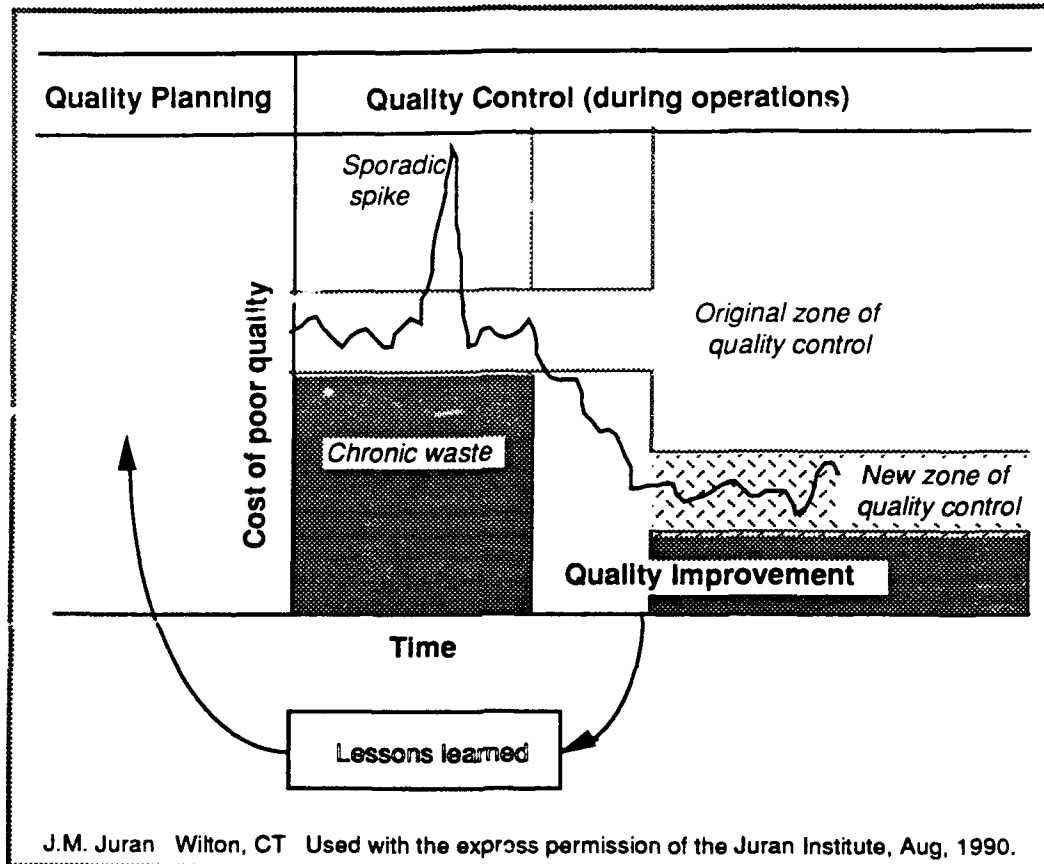 Quality Planning
Quality Control (during operations)
Sporadic
spike
Cost of poor quality
Original zone of
quality control
Chronic waste
New zone of
quality control
Quality Improvement
Time
Lessons learned
J.M. Juran Wilton, CT Used with the express permission of the Juran Institute, Aug, 1990.